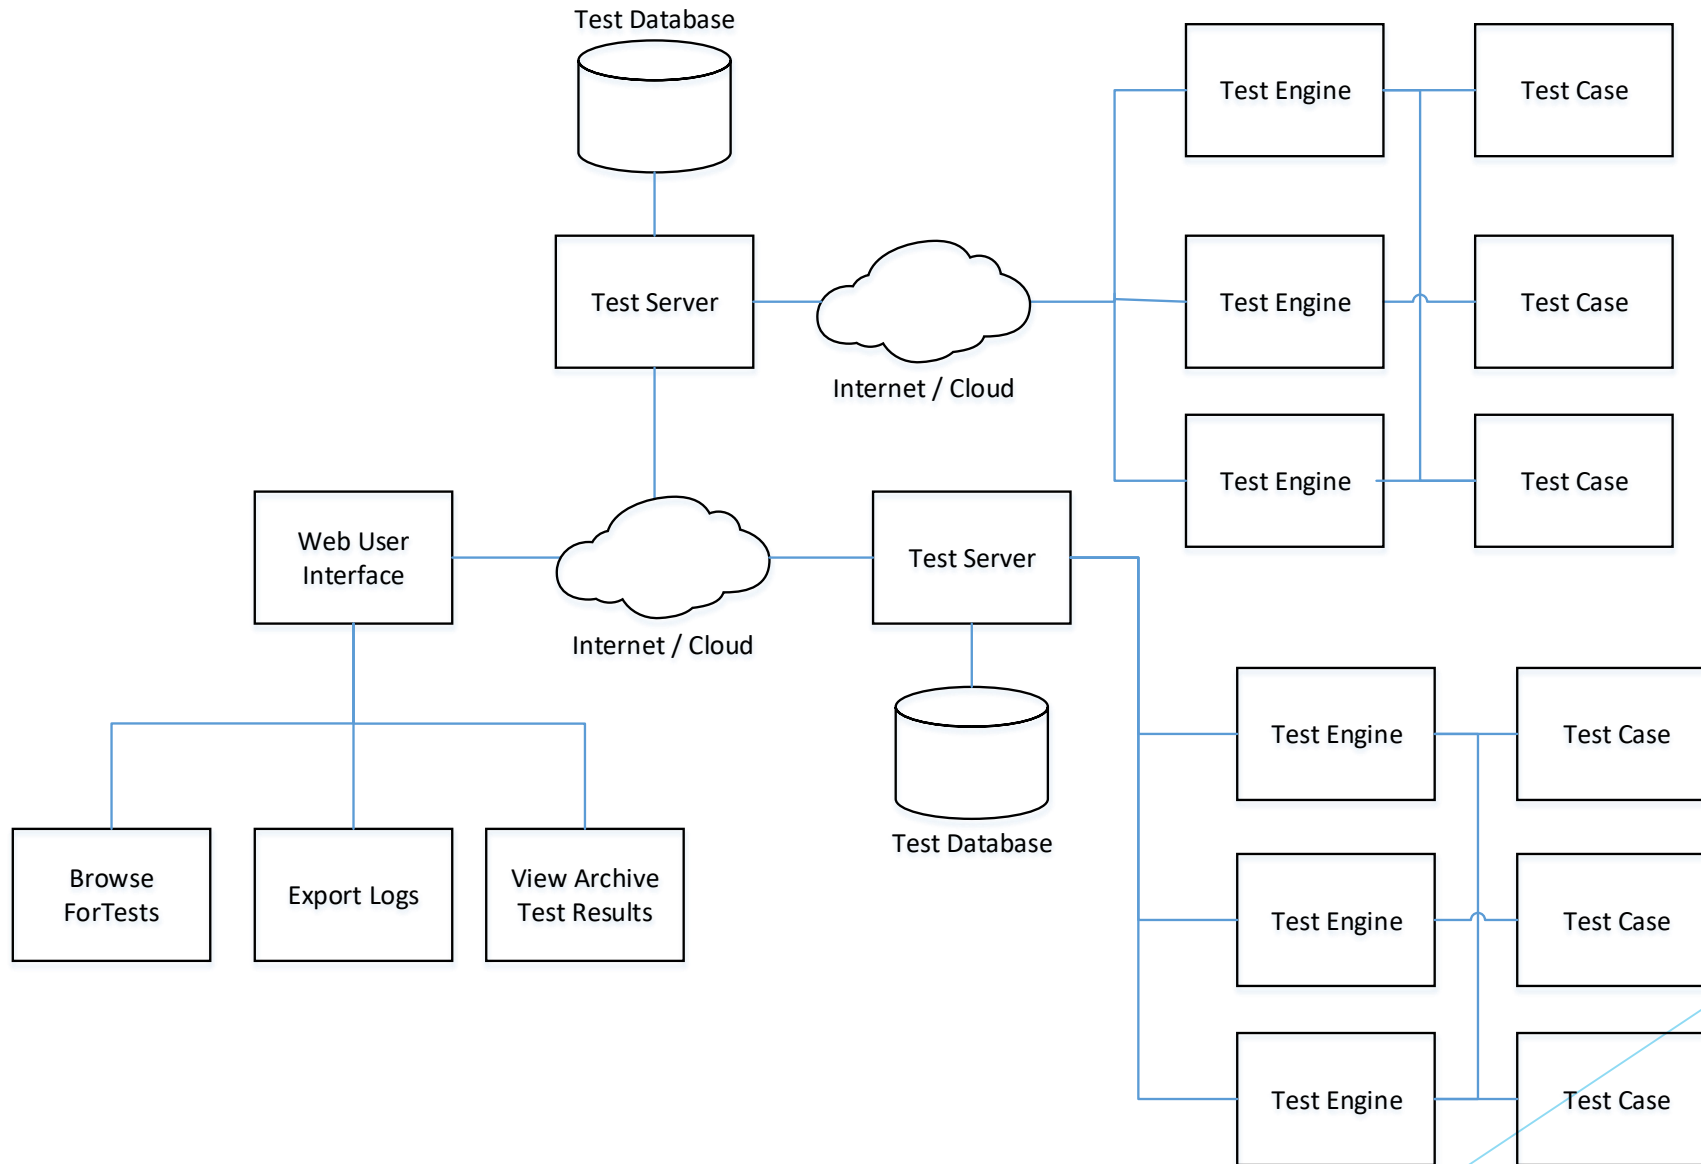 Test Database
Test Engine
Test Case
Test Server
Test Engine
Test Case
Internet / Cloud
Test Engine
Test Case
Web User
Interface
Test Server
Internet / Cloud
Test Engine
Test Case
Test Database
Browse
ForTests
Export Logs
View Archive
Test Results
Test Engine
Test Case
Test Engine
Test Case